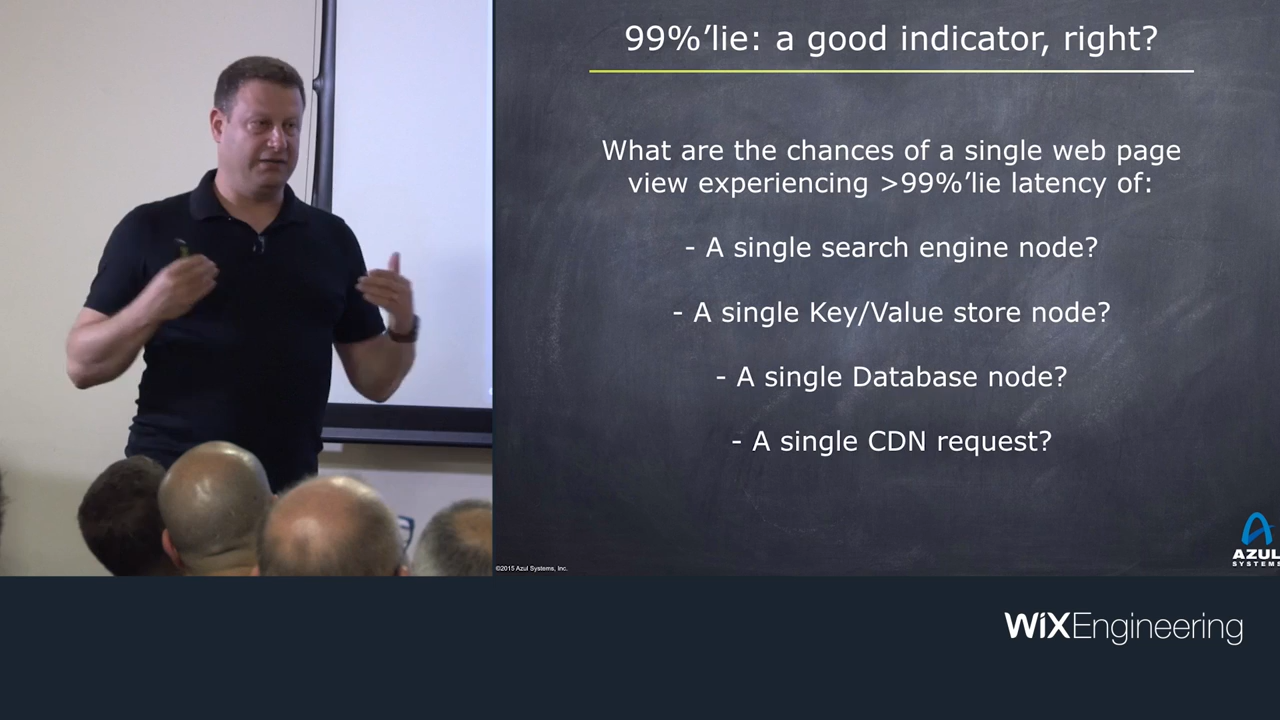 99%’lie: a good indicator, right?
What are the chances of a single web page
view experiencing >99%’lie latency of:
- A single search engine node?
- A single Key/Value store node?
- A single Database node?
- A single CDN request?
AZUL
SYSTEMS
©2015 Azul Systems, Inc.
WiXEngineering